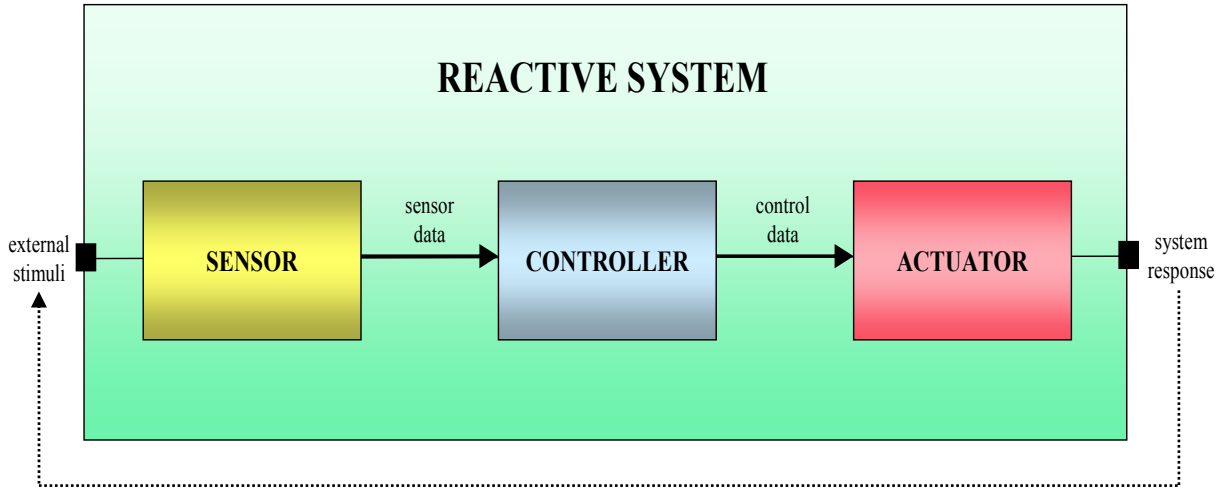 REACTIVE SYSTEM
external
stimuli
SENSOR
sensor
data
CONTROLLER
control
data
ACTUATOR
system
response